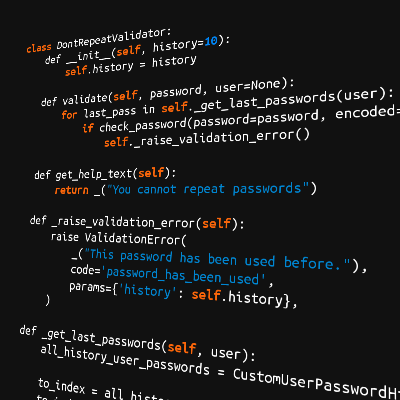 class DontRepeatValidator:
def __init__(self, history=10):
self.history = history
def validate(self, password, user=None):
for last_pass in self._get_last_passwords(user):
if check_password(password=password, encoded=
self._raise_validation_error()
def get_help_text(self):
return _("You cannot repeat passwords")
def _raise_validation_error(self):
raise ValidationError(
_("This password has been used before."),
code='password_has_been_used',
params={'history': self.history},
)
def _get_last_passwords(self, user):
all_history_user_passwords = CustomUserPasswordH
to_index = all_histo